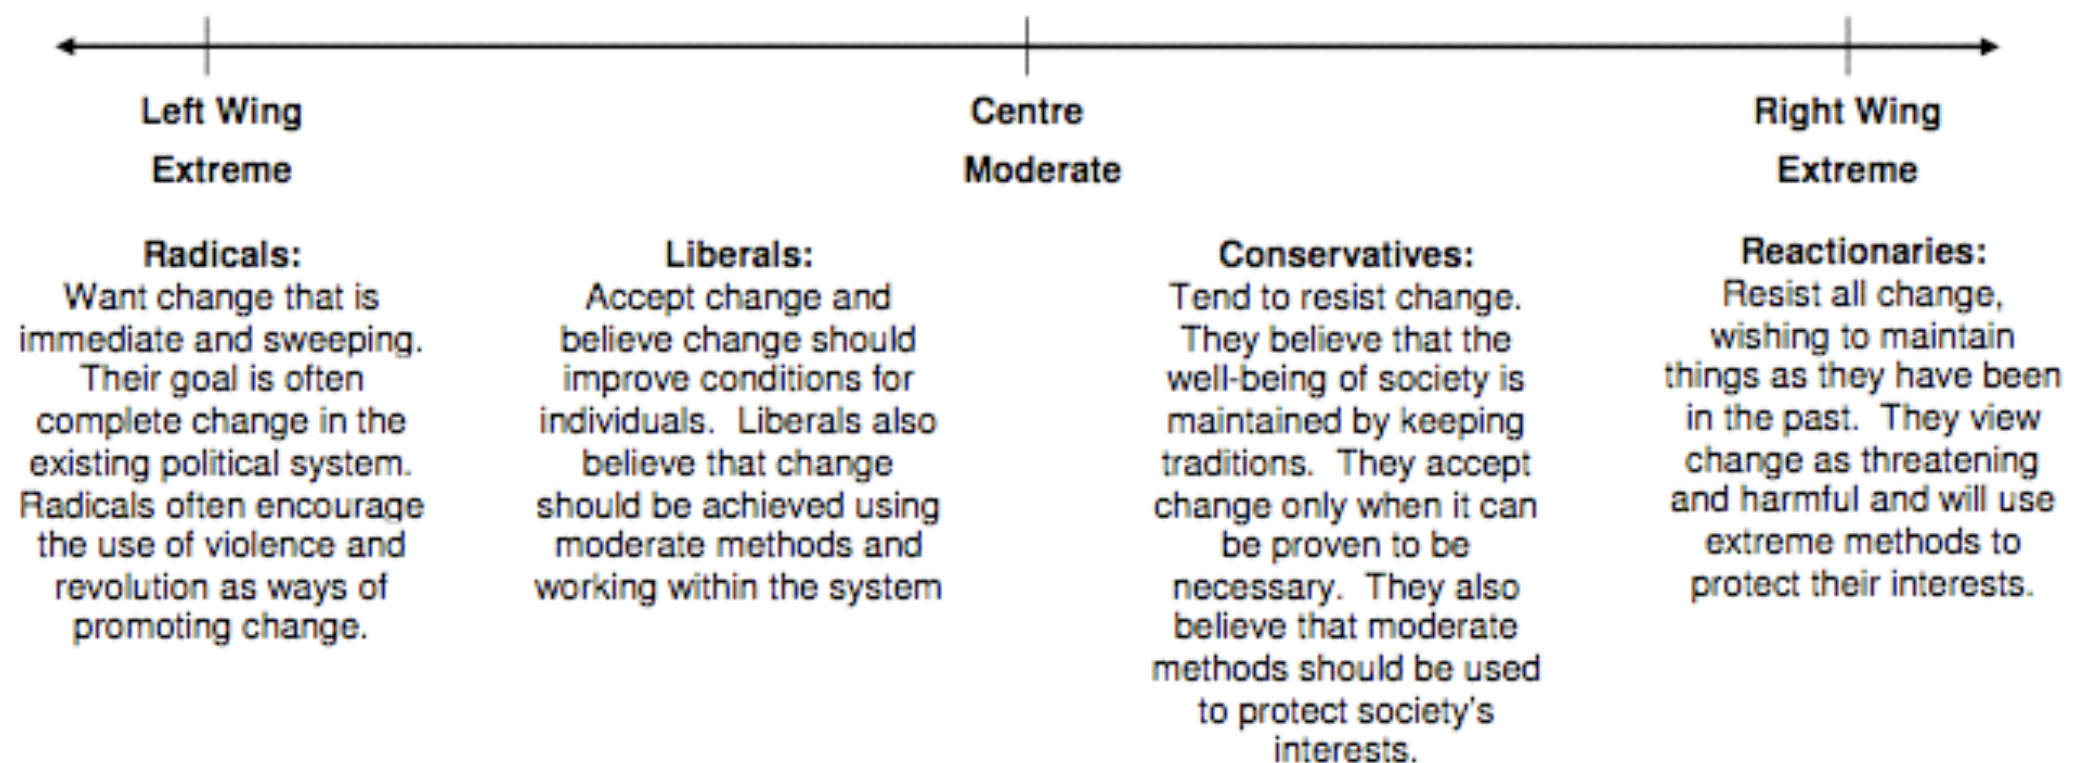 Left Wing
Centre
Right Wing
Extreme
Moderate
Extreme
Radicals:
Want change that is
immediate and sweeping.
Their goal is often
complete change in the
existing political system.
Radicals often encourage
the use of violence and
revolution as ways of
promoting change.
Liberals:
Accept change and
believe change should
improve conditions for
individuals. Liberals also
believe that change
should be achieved using
moderate methods and
working within the system
Conservatives:
Tend to resist change.
They believe that the
well-being of society is
maintained by keeping
traditions. They accept
change only when it can
be proven to be
necessary. They also
believe that moderate
methods should be used
to protect society's
interests.
Reactionaries:
Resist all change,
wishing to maintain
things as they have been
in the past. They view
change as threatening
and harmful and will use
extreme methods to
protect their interests.